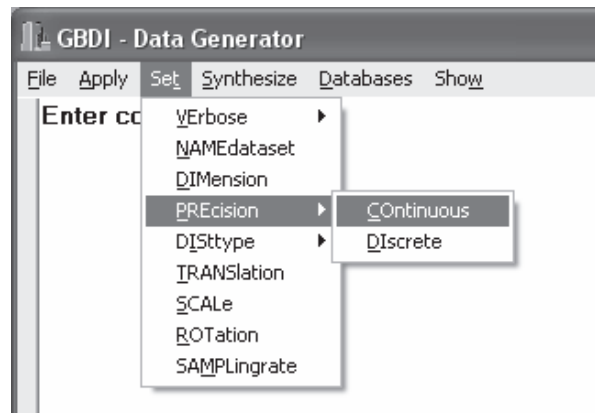 GBDI - Data Generator
File Apply Set Synthesize Databases Show
Enter
VErbose
NAMEdataset
DIMension
PREcision
COntinuous
DISttype
DIscrete
TRANSlation
SCALe
ROTation
SAMPLingrate